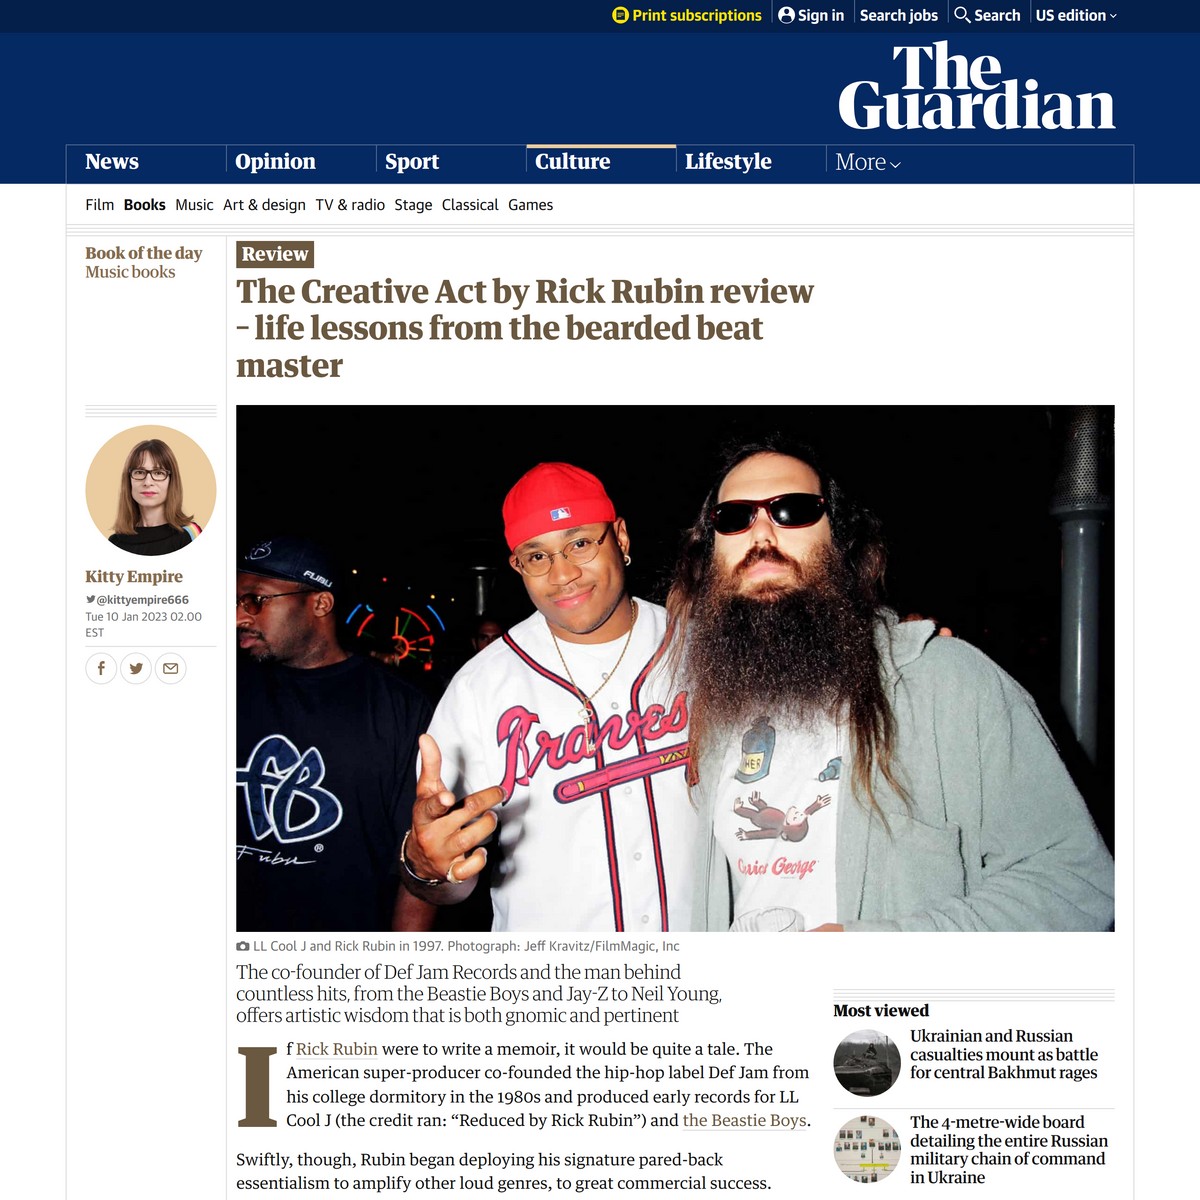 Print subscriptions
Sign in
Search jobs
Search
US edition
The
Guardian
News
Opinion
Sport
Culture
Lifestyle
More
Film
Books
Music
Art & design
TV & radio
Stage
Classical
Games
Book of the day
Music books
Review
The Creative Act by Rick Rubin review
– life lessons from the bearded beat
master
Kitty Empire
@kittyempire666
Tue 10 Jan 2023 02.00
EST
FUBU
fB
Fubu
®
Braves
HER
Curious George
LL Cool J and Rick Rubin in 1997. Photograph: Jeff Kravitz/FilmMagic, Inc
The co-founder of Def Jam Records and the man behind
countless hits, from the Beastie Boys and Jay-Z to Neil Young,
offers artistic wisdom that is both gnomic and pertinent
If Rick Rubin were to write a memoir, it would be quite a tale. The
American super-producer co-founded the hip-hop label Def Jam from
his college dormitory in the 1980s and produced early records for LL
Cool J (the credit ran: “Reduced by Rick Rubin”) and the Beastie Boys.
Swiftly, though, Rubin began deploying his signature pared-back
essentialism to amplify other loud genres, to great commercial success.
Most viewed
Ukrainian and Russian
casualties mount as battle
for central Bakhmut rages
The 4-metre-wide board
detailing the entire Russian
military chain of command
in Ukraine